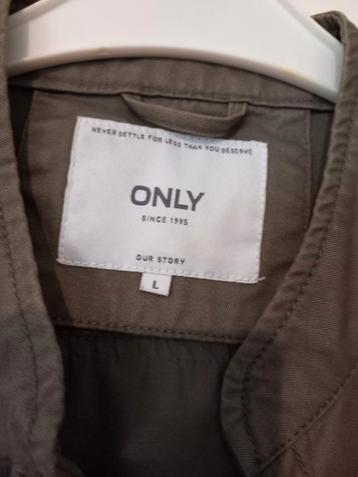 NEVER SETTLE FOR LESS THAN YOU DESERVE
ONLY
SINCE 1995
OUR STORY
L